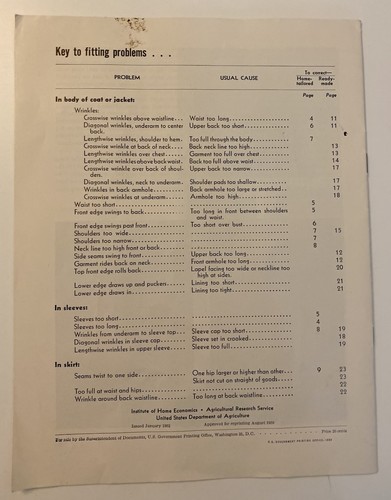 Key to fitting problems . . .
To correct—
PROBLEM USUAL CAUSE Home-tailored Ready-made
Page Page
In body of coat or jacket:
Wrinkles:
Crosswise wrinkles above waistline... Waist too long 4 11
Diagonal wrinkles, underarm to center back. Upper back too short 6 11
Lengthwise wrinkles, shoulder to hem. Too full through the body 7
Crosswise wrinkle at back of neck.... Back neck line too high 13
Lengthwise wrinkles over chest...... Garment too full over chest 13
Lengthwise wrinkles above back waist. Back too full above waist 14
Crosswise wrinkle over back of shoulders. Upper back too narrow 17
Diagonal wrinkles, neck to underarm. Shoulder pads too shallow 17
Wrinkles in back armhole Back armhole too large or stretched.. 17
Crosswise wrinkles at underarm Armhole too high 18
Waist too short 5
Front edge swings to back Too long in front between shoulders and waist. 5
Front edge swings past front Too short over bust 6
Shoulders too wide 7 15
Shoulders too narrow 7
Neck line too high front or back 8
Side seams swing to front Upper back too long 12
Garment rides back on neck Front armhole too long 12
Top front edge rolls back Lapel facing too wide or neckline too high at sides. 20
Lower edge draws up and puckers Lining too short 21
Lower edge draws in Lining too tight 21
In sleeves:
Sleeves too short 5
Sleeves too long 4
Wrinkles from underarm to sleeve top.... Sleeve cap too short 8 19
Diagonal wrinkles in sleeve cap Sleeve set in crooked 18
Lengthwise wrinkles in upper sleeve Sleeve too full 19
In skirt:
Seams twist to one side One hip larger or higher than other... 9 23
Skirt not cut on straight of goods 23
Too full at waist and hips 22
Wrinkle around back waistline Too long at back waistline 22
Institute of Home Economics • Agricultural Research Service
United States Department of Agriculture
Issued January 1952 Approved for reprinting August 1959
For sale by the Superintendent of Documents, U.S. Government Printing Office, Washington 25, D.C. Price 20 cents